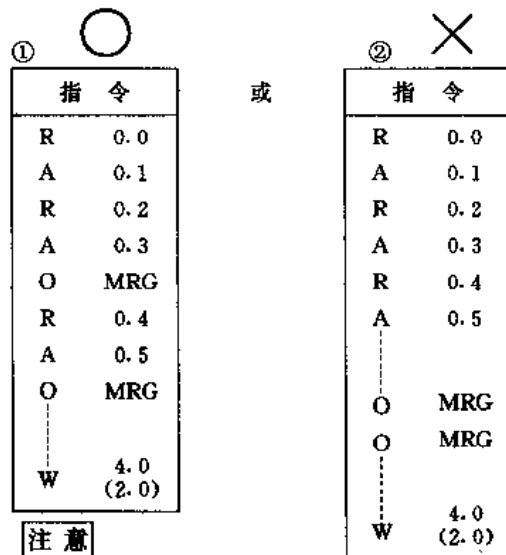 ①
指 令
R 0.0
A 0.1
R 0.2
A 0.3
O MRG
R 0.4
A 0.5
O MRG
W 4.0
(2.0)
注 意
或
②
指 令
R 0.0
A 0.1
R 0.2
A 0.3
R 0.4
A 0.5
O MRG
O MRG
W 4.0
(2.0)